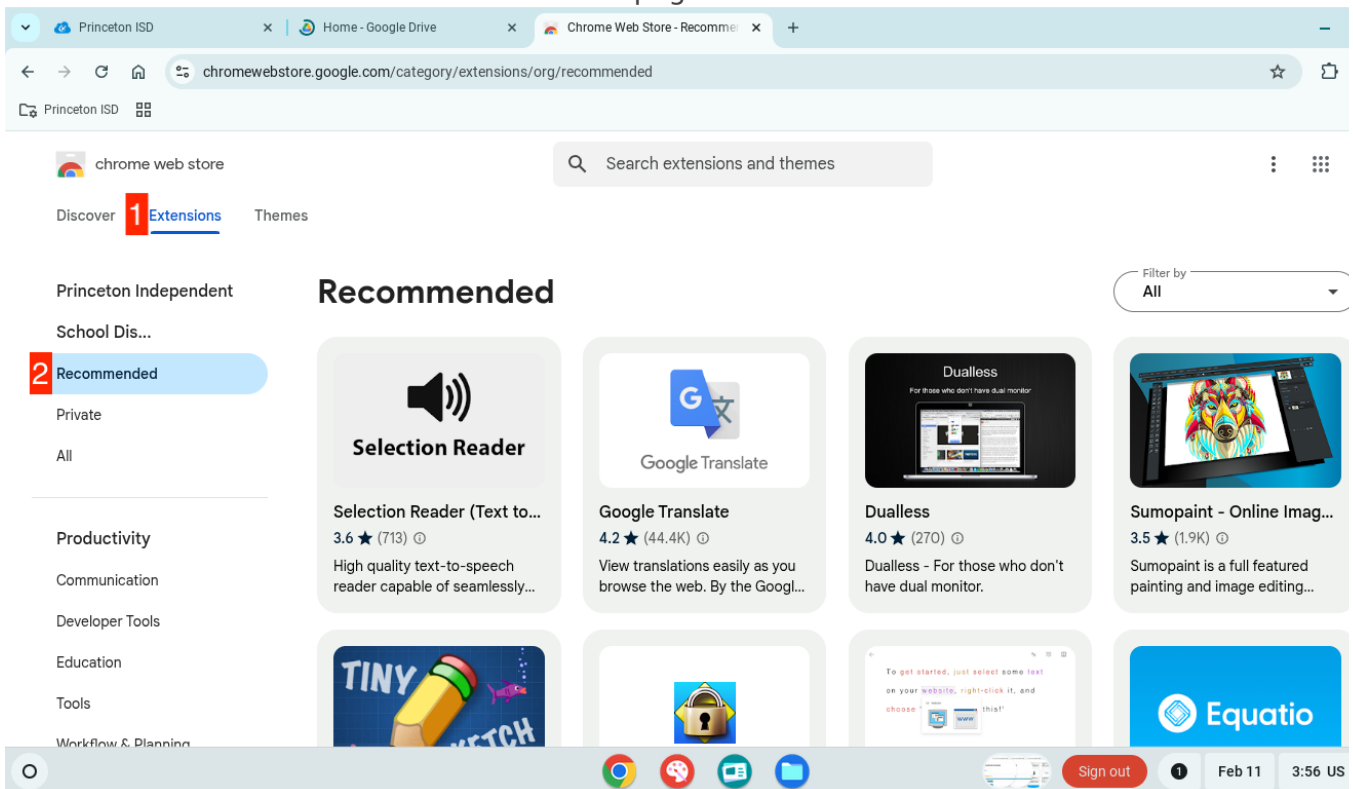 Princeton ISD
Home - Google Drive
Chrome Web Store - Recomme
chromewebstore.google.com/category/extensions/org/recommended
Princeton ISD
chrome web store
Search extensions and themes
Discover 1 Extensions Themes
Princeton Independent
School Dis...
2 Recommended
Private
All
Productivity
Communication
Developer Tools
Education
Tools
Workflow & Planning
Recommended
Filter by
All
Selection Reader
Selection Reader (Text to...
3.6 ★ (713)
High quality text-to-speech
reader capable of seamlessly...
G
Google Translate
Google Translate
4.2 ★ (44.4K)
View translations easily as you
browse the web. By the Googl...
Dualless
For those who don't have dual monitor
Dualless
4.0 ★ (270)
Dualless - For those who don't
have dual monitor.
Sumopaint - Online Imag...
3.5 ★ (1.9K)
Sumopaint is a full featured
painting and image editing...
TINY
To get started, just select some text
on your website, right-click it, and
choose
this!'
www
Equatio
Sign out
1
Feb 11
3:56 US